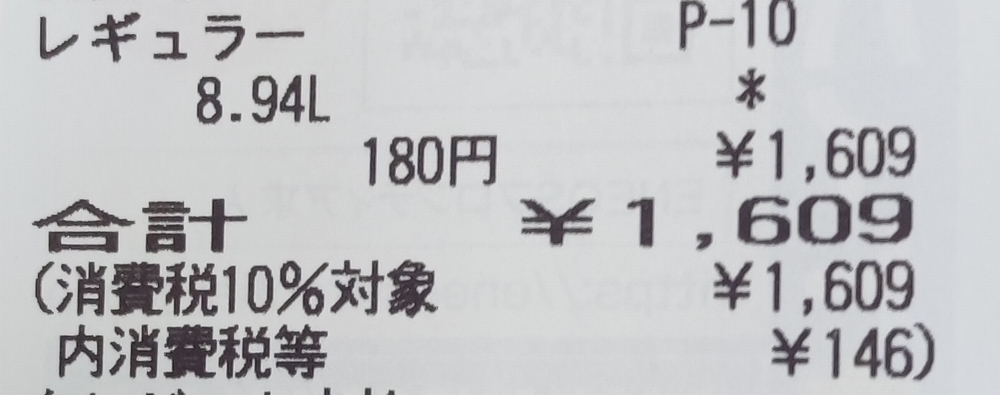 レギュラー P-10
8.94L *
180円 ¥1,609
合計 ¥1,609
(消費税10%対象 ¥1,609
内消費税等 ¥146)